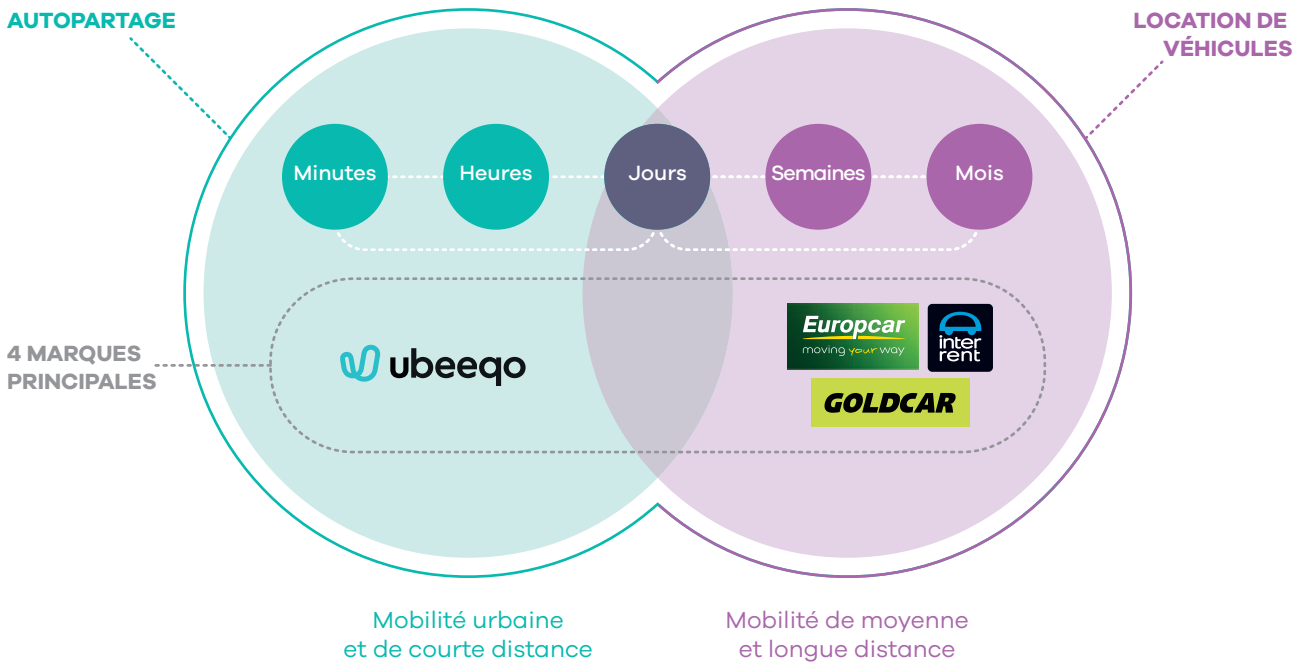 AUTOPARTAGE
LOCATION DE
VÉHICULES
Minutes
Heures
Jours
Semaines
Mois
4 MARQUES
PRINCIPALES
ubeeqo
Europcar
moving your way
inter
rent
GOLDCAR
Mobilité urbaine
et de courte distance
Mobilité de moyenne
et longue distance